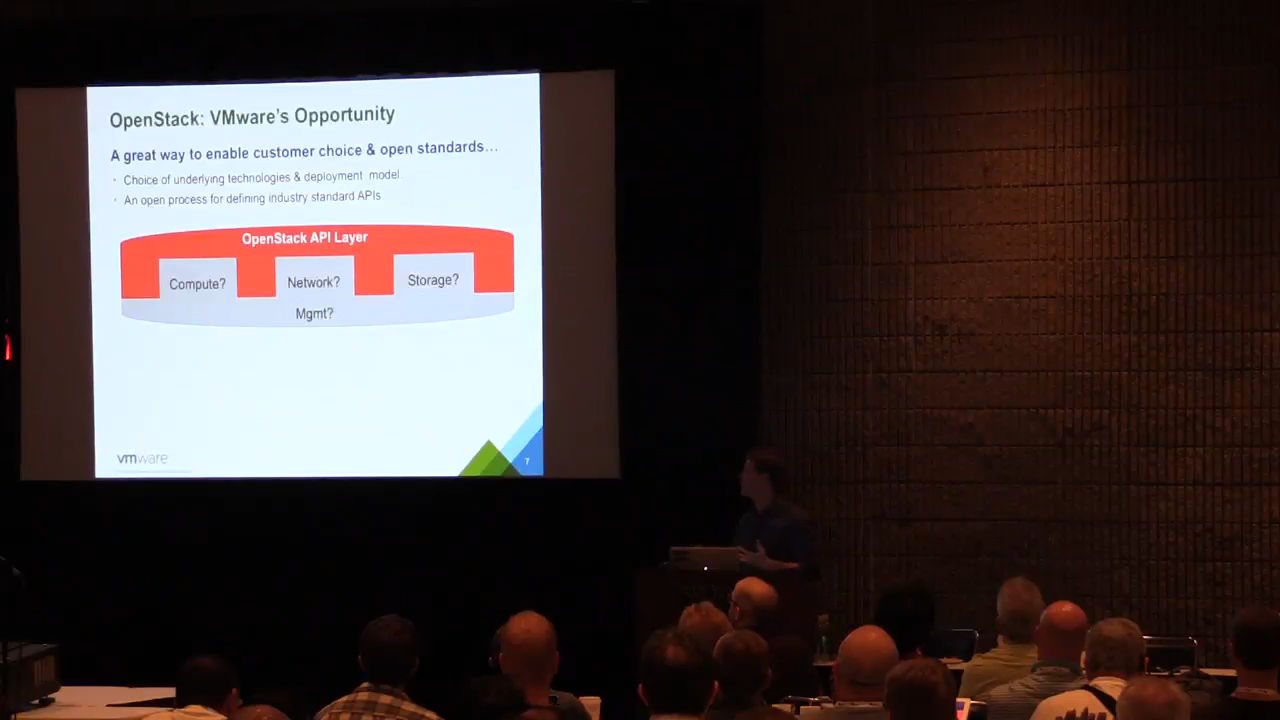 OpenStack: VMware's Opportunity
A great way to enable customer choice & open standards…
· Choice of underlying technologies & deployment model.
· An open process for defining industry standard APIs
OpenStack API Layer
Compute?
Network?
Storage?
Mgmt?
vmware
7